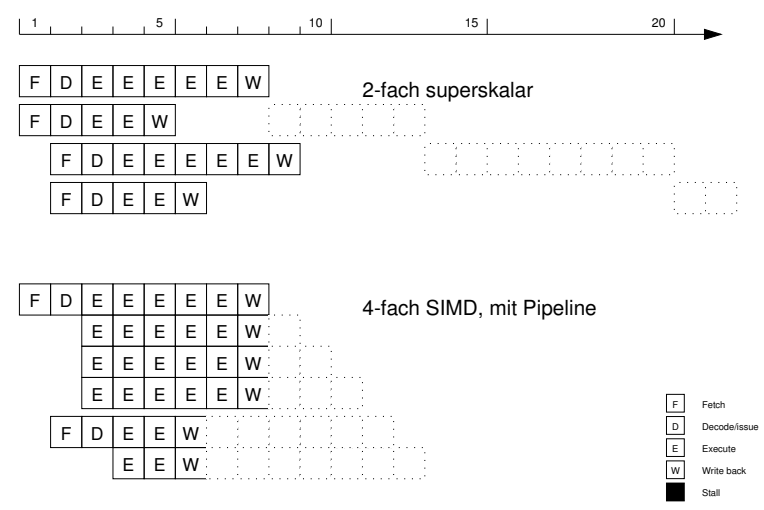 1 5 10 15 20
F D E E E E E W
2-fach superskalar
F D E E W
F D E E E E E W
F D E E W
F D E E E E E W
4-fach SIMD, mit Pipeline
E E E E E W
E E E E E W
E E E E E W
F D E E W
E E W
F Fetch
D Decode/issue
E Execute
W Write back
Stall